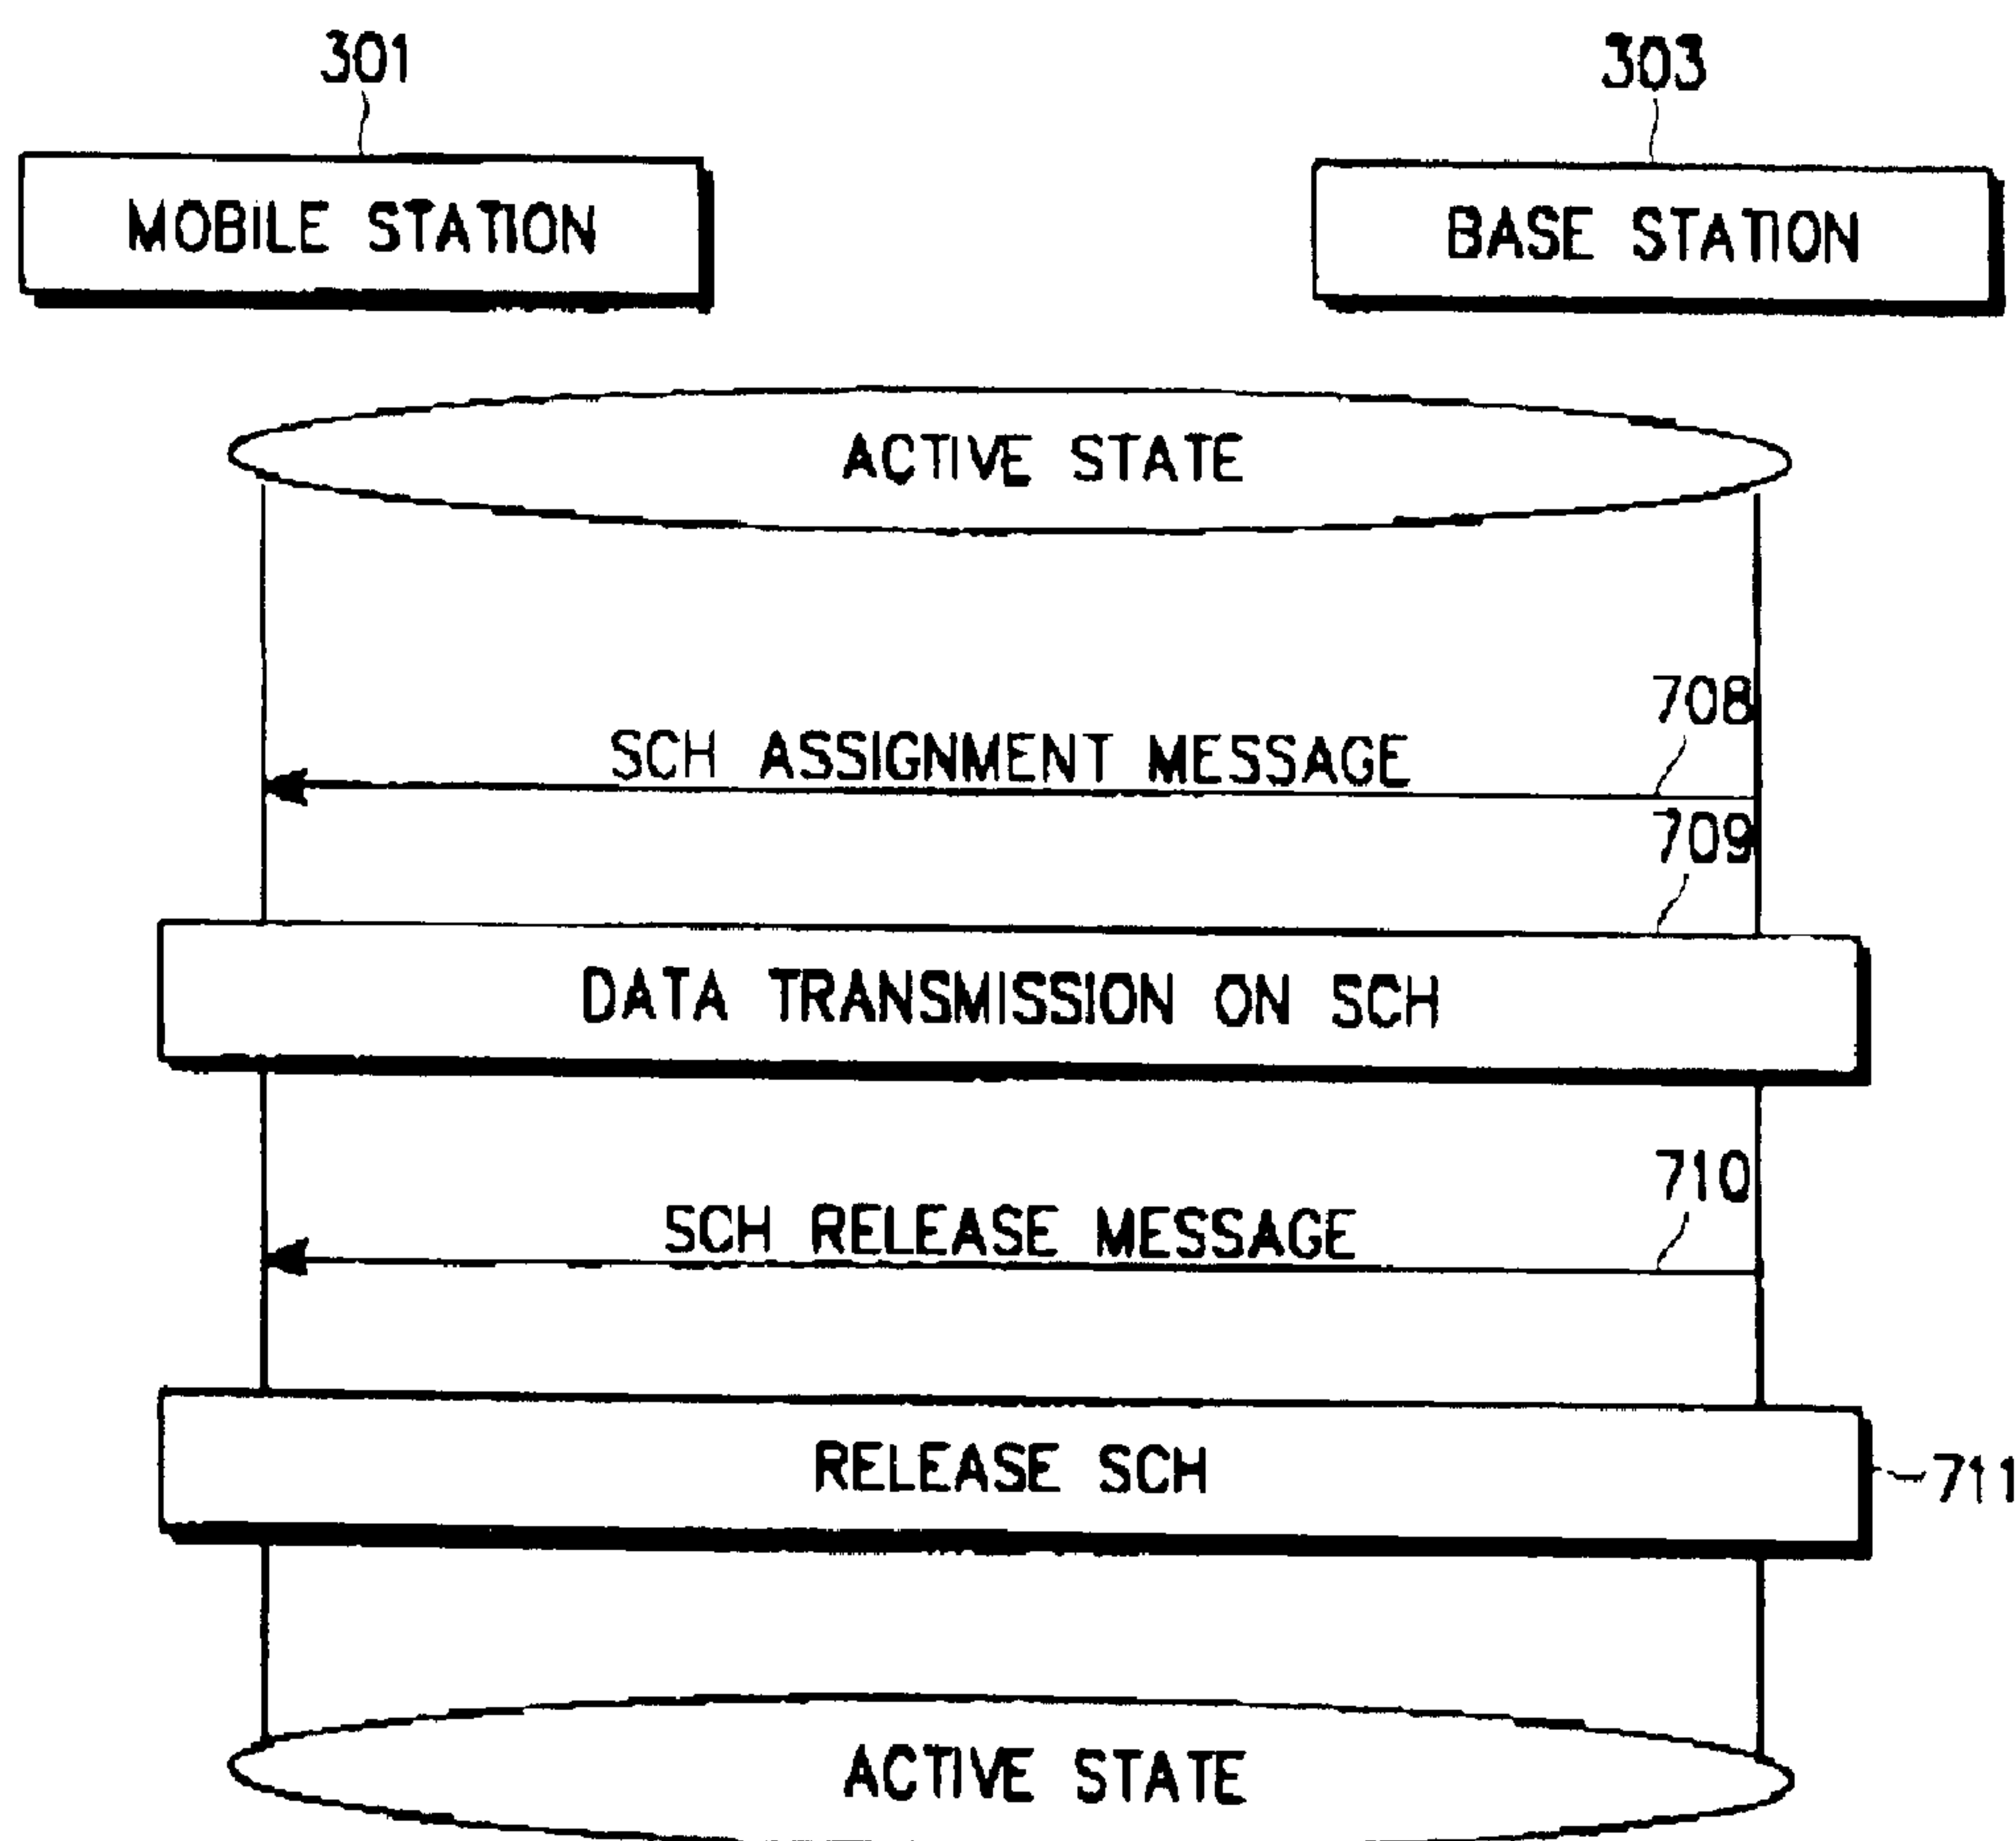 301
303
MOBILE STATION
BASE STATION
ACTIVE STATE
708
SCH ASSIGNMENT MESSAGE
709
DATA TRANSMISSION ON SCH
710
SCH RELEASE MESSAGE
RELEASE SCH
711
ACTIVE STATE